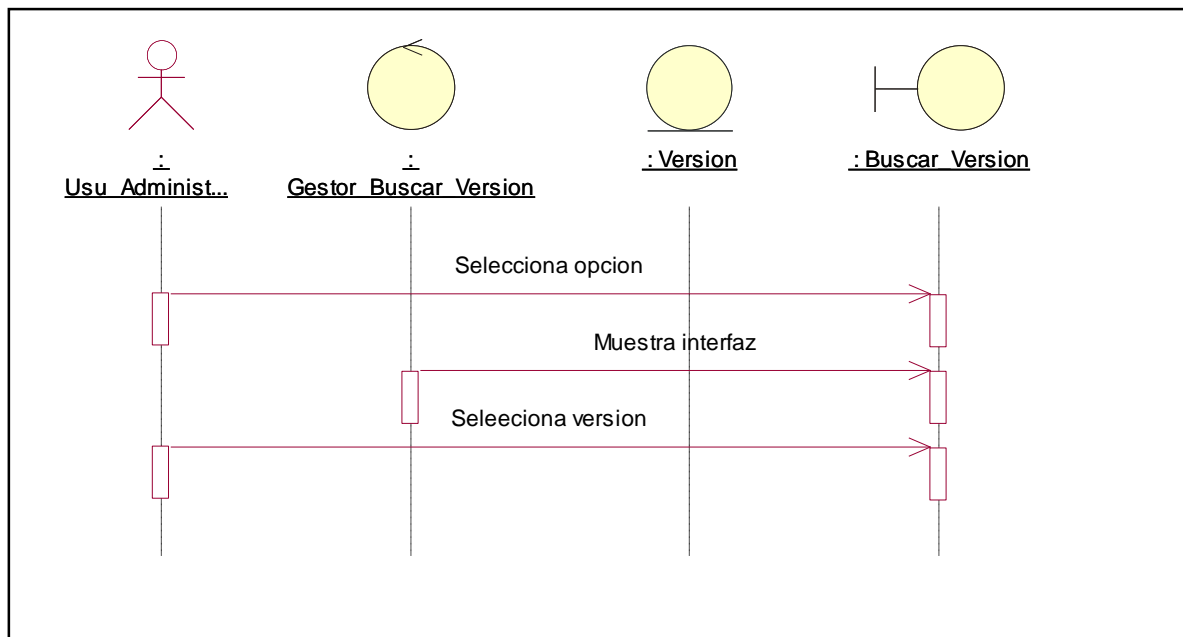 :
Usu_Administ...
:
Gestor_Buscar_Version
: Version
: Buscar_Version
Selecciona opcion
Muestra interfaz
Seleeciona version